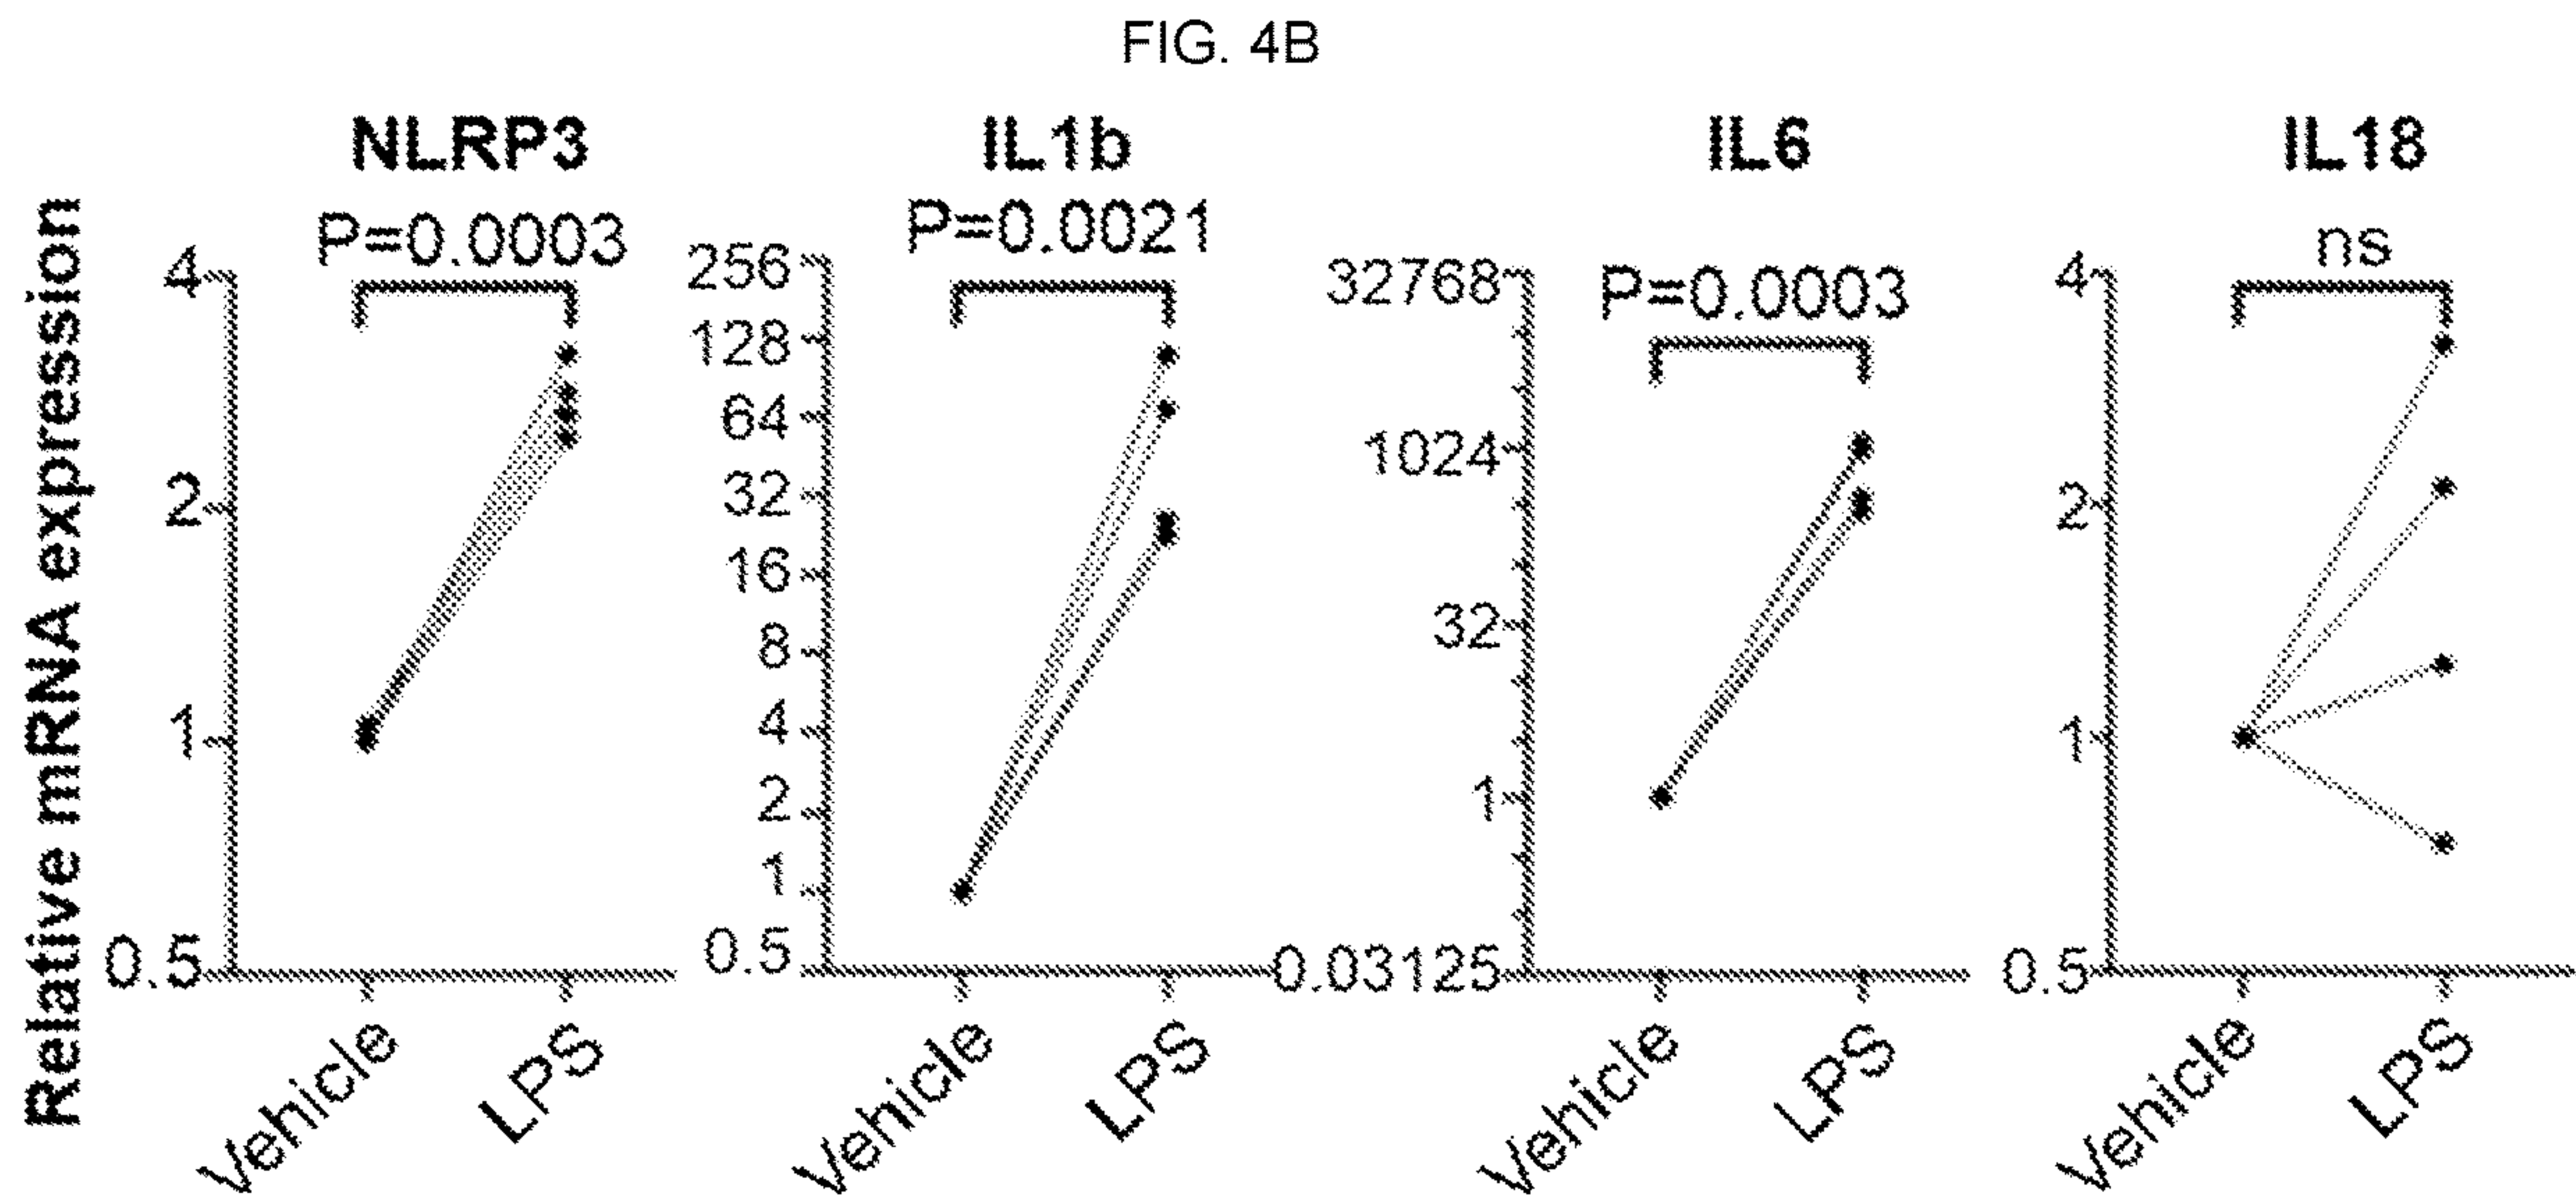 FIG. 4B
Relative mRNA expression
NLRP3
P=0.0003
4
2
1
0.5
Vehicle
LPS
IL1b
P=0.0021
256
128
64
32
16
8
4
2
1
0.5
Vehicle
LPS
IL6
P=0.0003
32768
1024
32
1
0.03125
Vehicle
LPS
IL18
ns
4
2
1
0.5
Vehicle
LPS